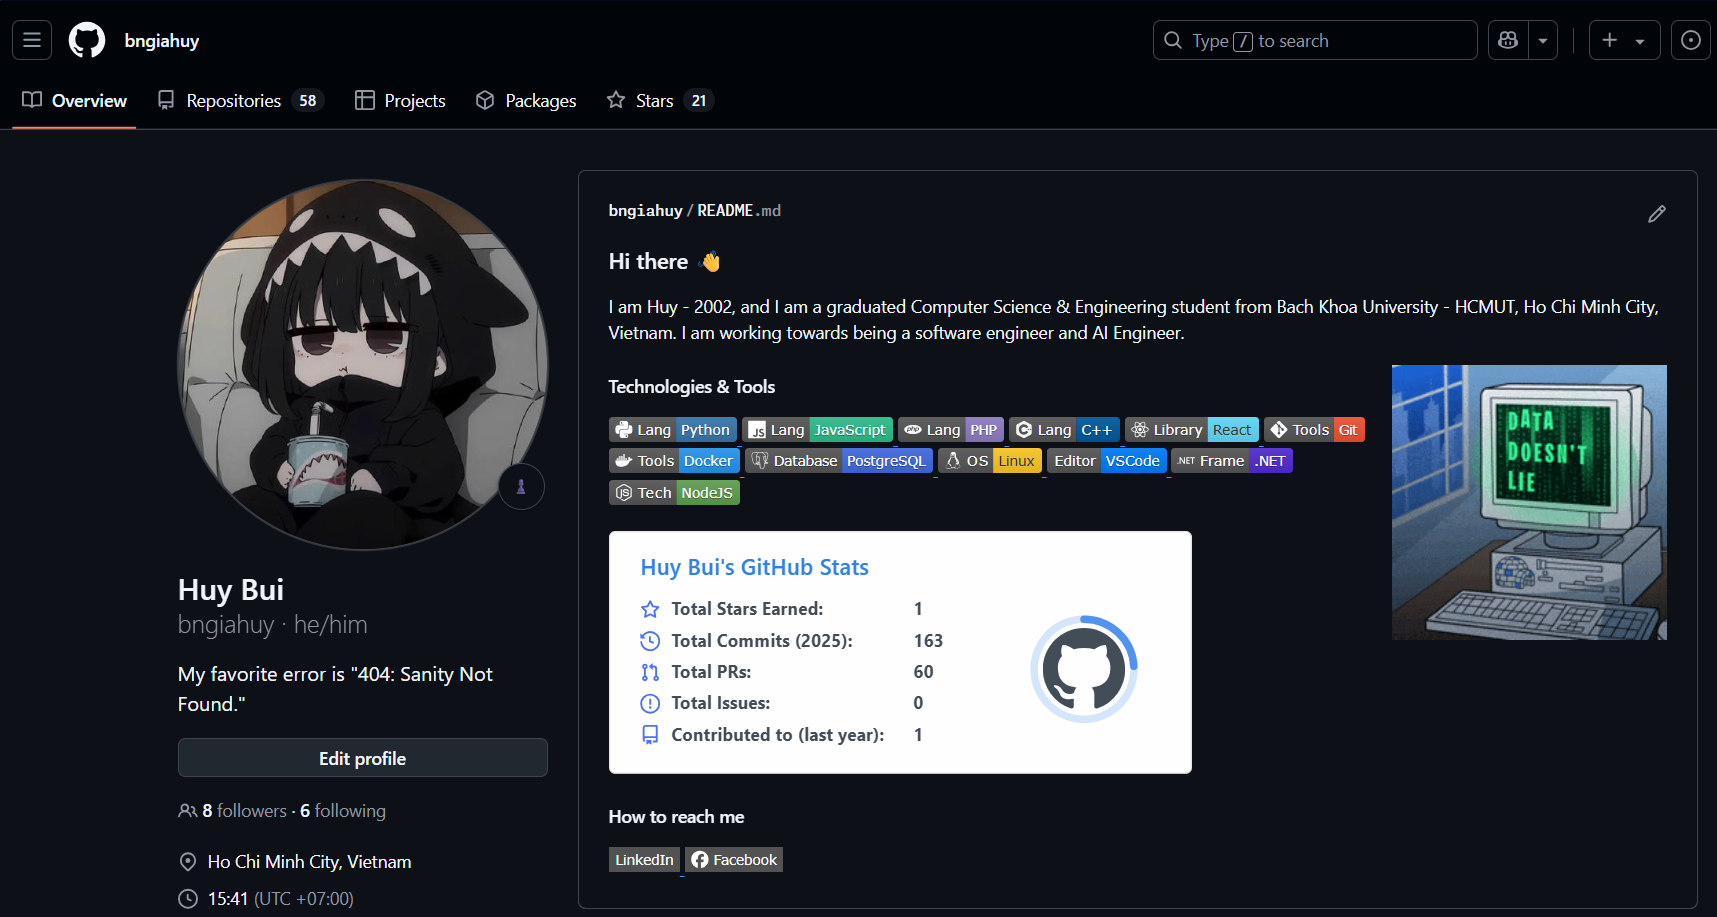 bngiahuy
Type / to search
Overview
Repositories 58
Projects
Packages
Stars 21
Huy Bui
bngiahuy · he/him
My favorite error is "404: Sanity Not
Found."
Edit profile
8 followers · 6 following
Ho Chi Minh City, Vietnam
15:41 (UTC +07:00)
bngiahuy/README.md
Hi there 👋
I am Huy - 2002, and I am a graduated Computer Science & Engineering student from Bach Khoa University - HCMUT, Ho Chi Minh City,
Vietnam. I am working towards being a software engineer and AI Engineer.
Technologies & Tools
Lang Python JS Lang JavaScript php Lang PHP Lang C++ Library React Tools Git
Tools Docker Database PostgreSQL OS Linux Editor VSCode .NET Frame .NET
JS Tech NodeJS
DATA
DOESN'T
LIE
Huy Bui's GitHub Stats
Total Stars Earned: 1
Total Commits (2025): 163
Total PRs: 60
Total Issues: 0
Contributed to (last year): 1
How to reach me
LinkedIn Facebook